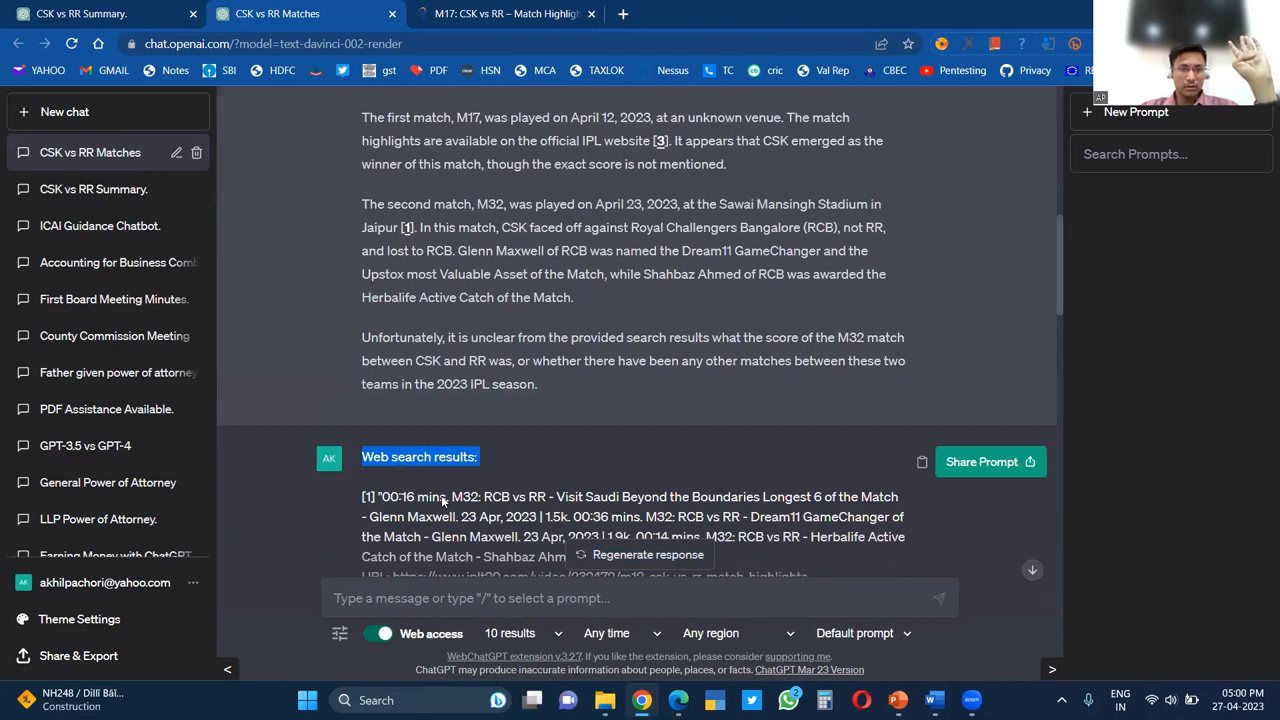 CSK vs RR Summary.
CSK vs RR Matches
M17: CSK vs RR – Match Highligh
chat.openai.com/?model=text-davinci-002-render
YAHOO
GMAIL
Notes
SBI
HDFC
gst
PDF
HSN
MCA
TAXLOK
Nessus
TC
cric
Val Rep
CBEC
Pentesting
Privacy
AP
New chat
CSK vs RR Matches
CSK vs RR Summary.
ICAI Guidance Chatbot.
Accounting for Business Com
First Board Meeting Minutes.
County Commission Meeting
Father given power of attorney
PDF Assistance Available.
GPT-3.5 vs GPT-4
General Power of Attorney
LLP Power of Attorney.
Earning Money with ChatGPT
akhilpachori@yahoo.com
Theme Settings
Share & Export
The first match, M17, was played on April 12, 2023, at an unknown venue. The match
highlights are available on the official IPL website [3]. It appears that CSK emerged as the
winner of this match, though the exact score is not mentioned.
The second match, M32, was played on April 23, 2023, at the Sawai Mansingh Stadium in
Jaipur [1]. In this match, CSK faced off against Royal Challengers Bangalore (RCB), not RR,
and lost to RCB. Glenn Maxwell of RCB was named the Dream11 GameChanger and the
Upstox most Valuable Asset of the Match, while Shahbaz Ahmed of RCB was awarded the
Herbalife Active Catch of the Match.
Unfortunately, it is unclear from the provided search results what the score of the M32 match
between CSK and RR was, or whether there have been any other matches between these two
teams in the 2023 IPL season.
AK
Web search results:
Share Prompt
[1] "00:16 mins. M32: RCB vs RR - Visit Saudi Beyond the Boundaries Longest 6 of the Match
- Glenn Maxwell. 23 Apr, 2023 | 1.5k. 00:36 mins. M32: RCB vs RR - Dream11 GameChanger of
the Match - Glenn Maxwell. 23 Apr, 2023 | 1.9k. 00:14 mins. M32: RCB vs RR - Herbalife Active
Catch of the Match - Shahbaz Ahm
URL: https://www.iplt20.com/video/
Regenerate response
Type a message or type "/" to select a prompt...
Web access
10 results
Any time
Any region
Default prompt
WebChatGPT extension v.3.2.7. If you like the extension, please consider supporting me.
ChatGPT may produce inaccurate information about people, places, or facts. ChatGPT Mar 23 Version
New Prompt
Search Prompts...
<
>
NH248 / Dilli Bãi...
Construction
Search
2
ENG
IN
05:00 PM
27-04-2023